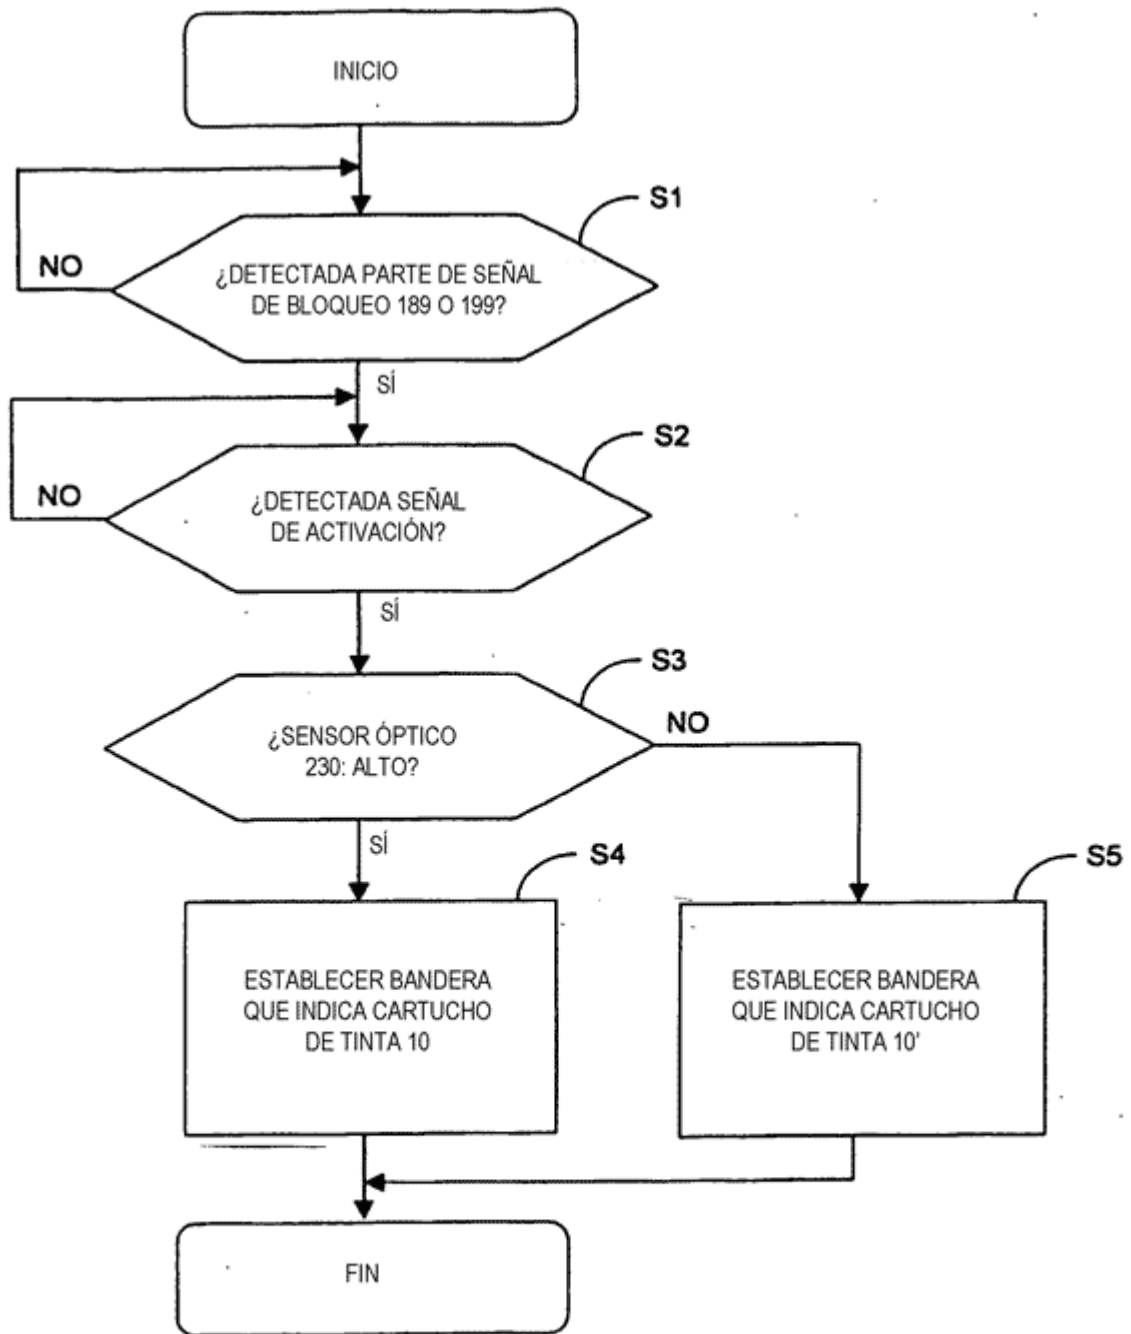 INICIO
S1
NO
¿DETECTADA PARTE DE SEÑAL
DE BLOQUEO 189 O 199?
SÍ
S2
NO
¿DETECTADA SEÑAL
DE ACTIVACIÓN?
SÍ
S3
NO
¿SENSOR ÓPTICO
230: ALTO?
SÍ
S4
S5
ESTABLECER BANDERA
QUE INDICA CARTUCHO
DE TINTA 10
ESTABLECER BANDERA
QUE INDICA CARTUCHO
DE TINTA 10'
FIN